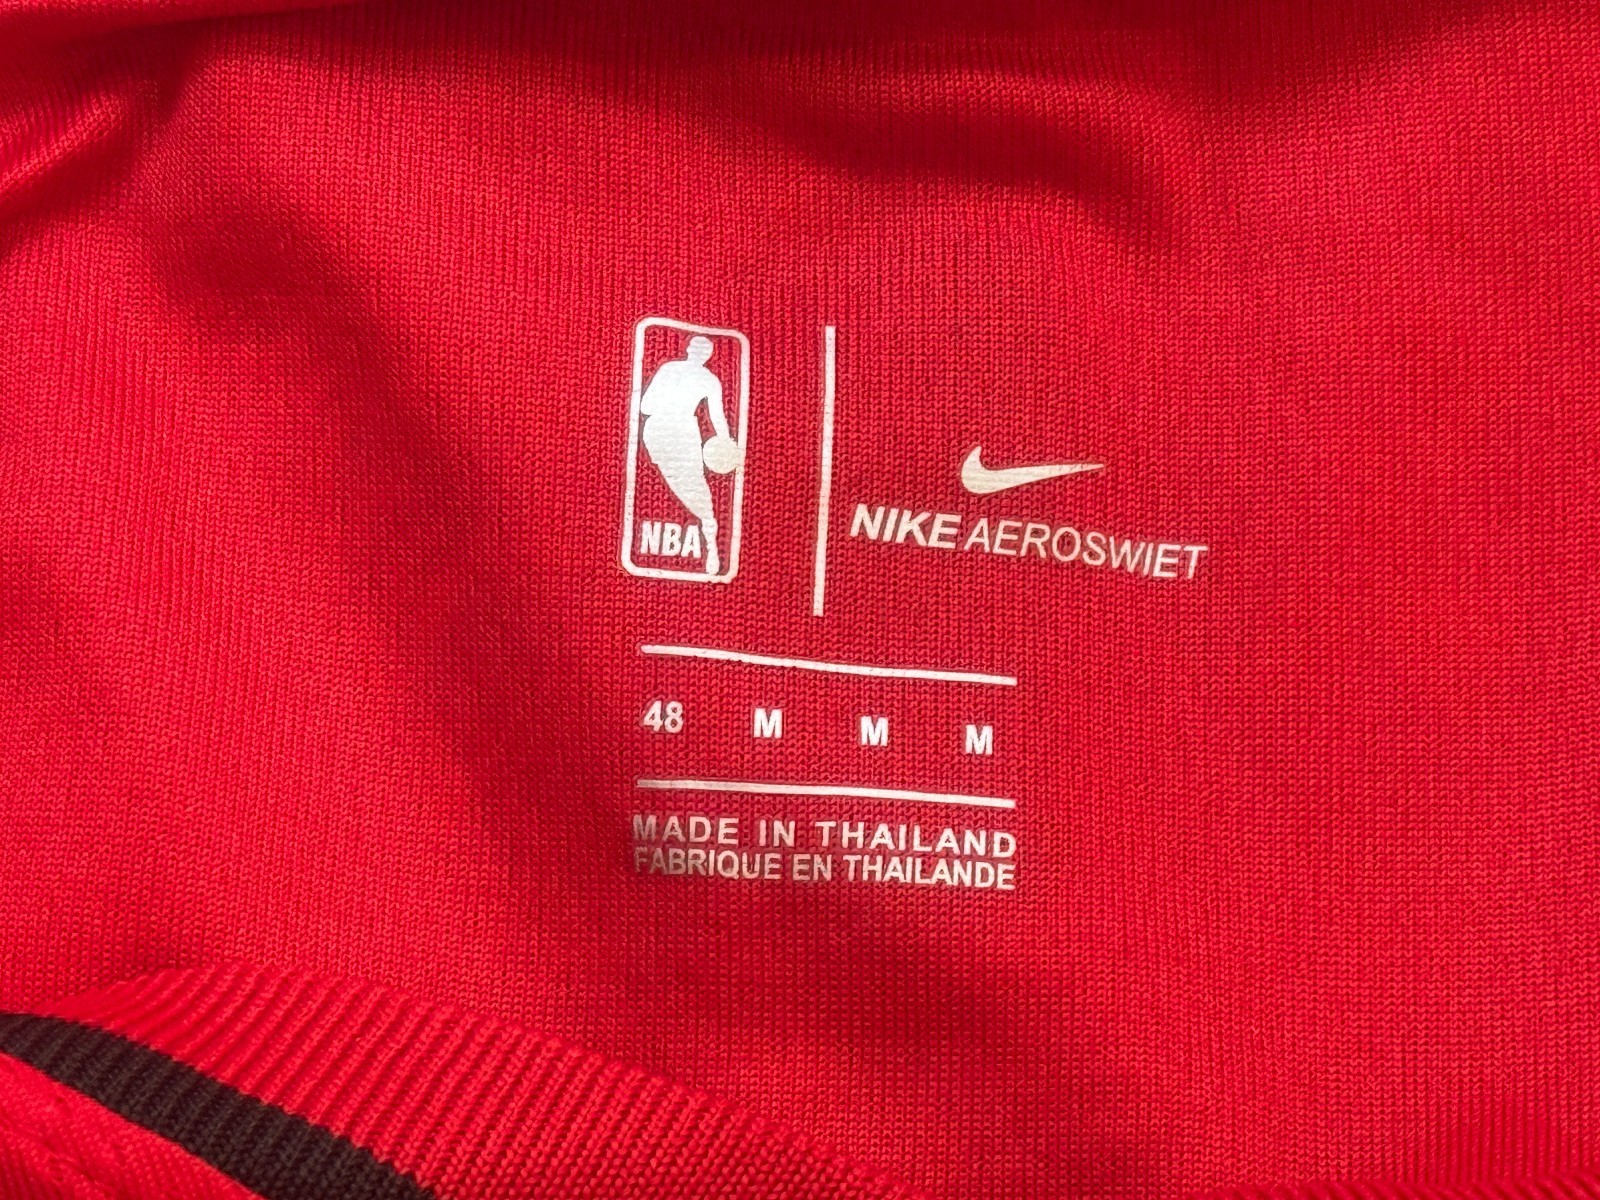 NBA
NIKE AEROSWIET
48 M M M
MADE IN THAILAND
FABRIQUE EN THAILANDE